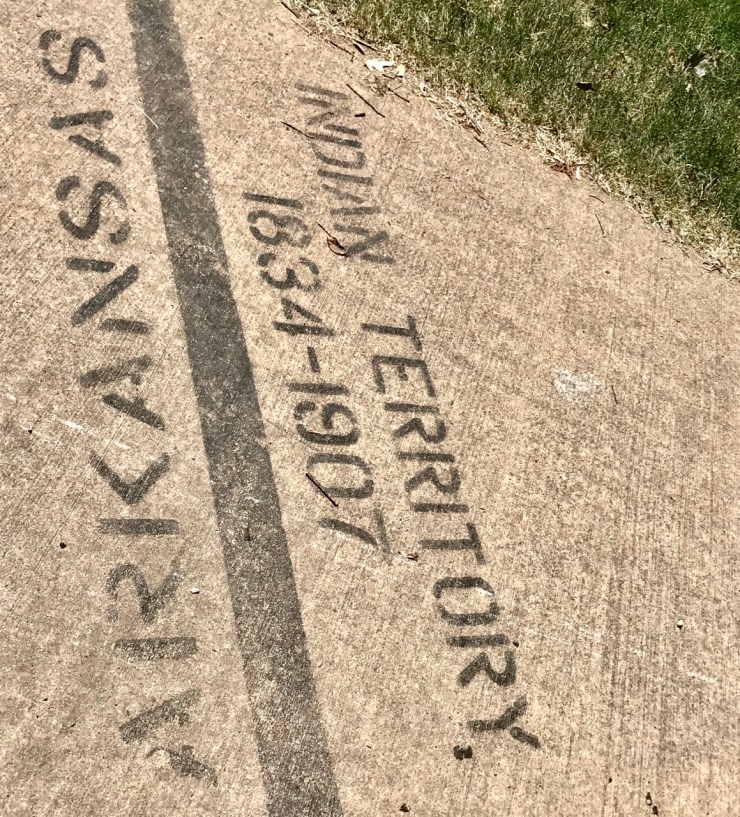 ARKANSAS
INDIAN TERRITORY
1834-1907